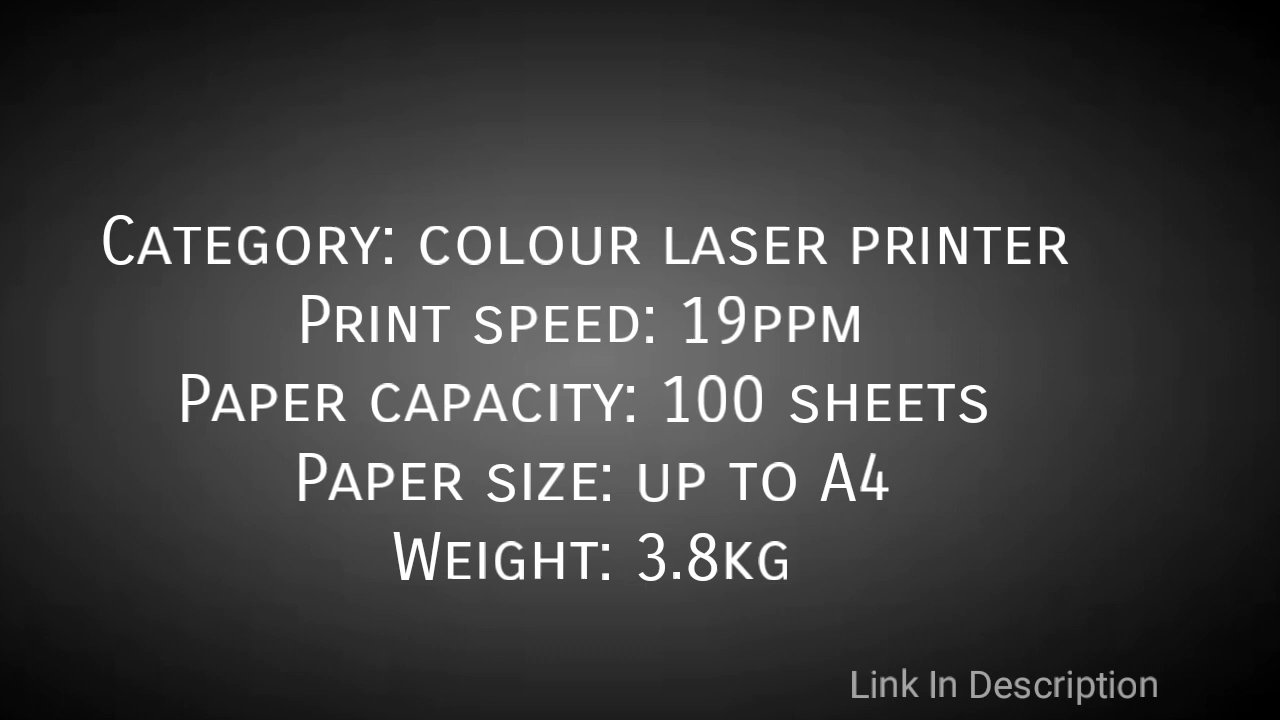 Category: colour laser printer
Print speed: 19ppm
Paper capacity: 100 sheets
Paper size: up to A4
Weight: 3.8kg
Link In Description